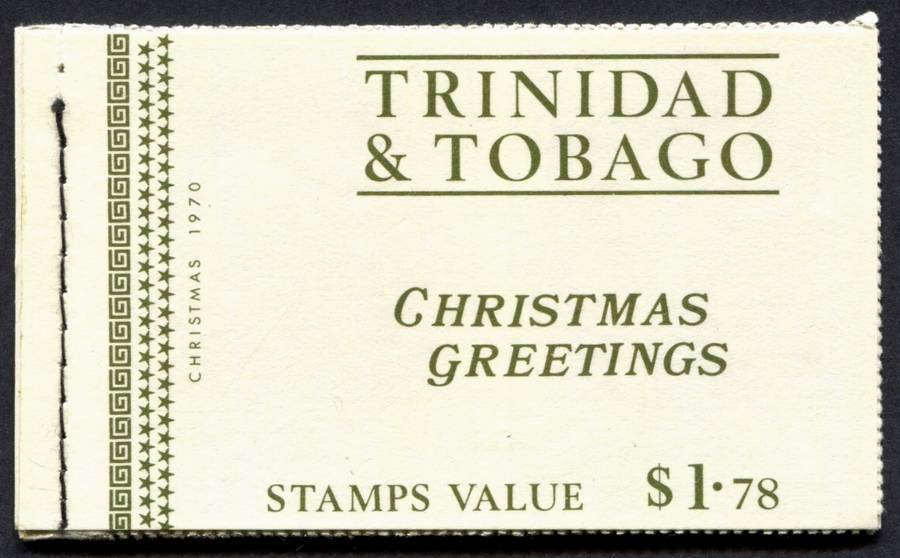 TRINIDAD
& TOBAGO
CHRISTMAS 1970
CHRISTMAS
GREETINGS
STAMPS VALUE $1·78